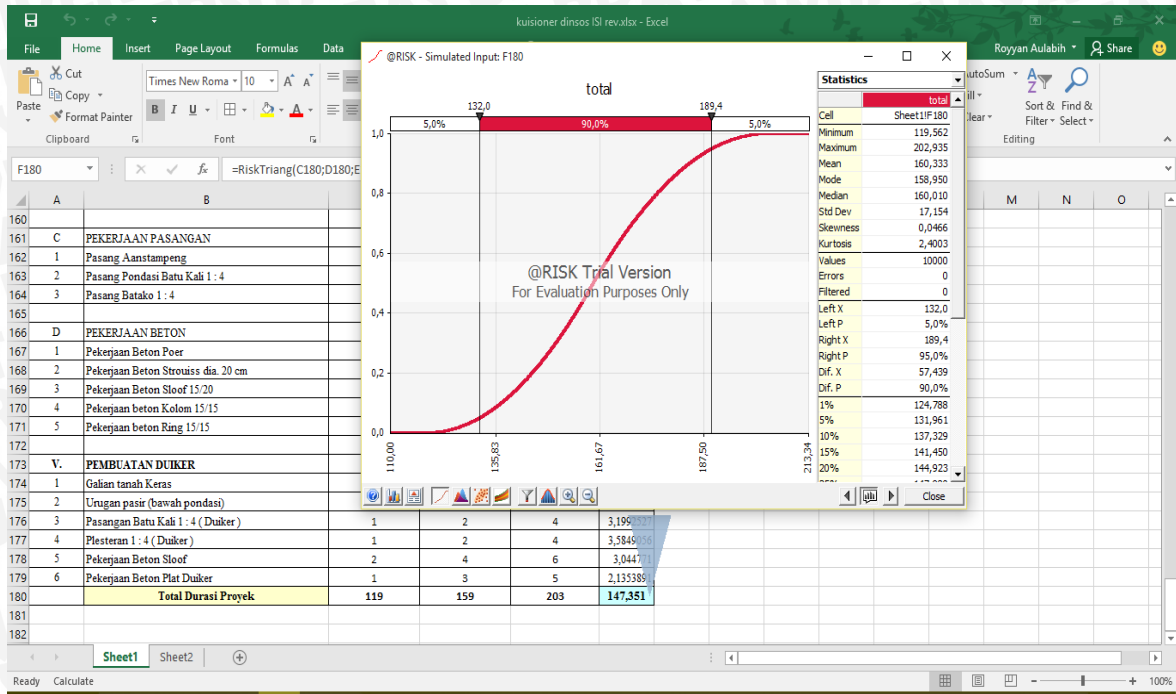 kuisioner dinsos ISI rev.xlsx - Excel
File Home Insert Page Layout Formulas Data Royyan Aulabih Share
Cut
Copy
Format Painter
Paste
Clipboard
Times New Roma 10
B I U
Font
AutoSum
Sort & Find &
Filter Select
Editing
F180 fx =RiskTriang(C180;D180;E
A B M N O
160
161 C PEKERJAAN PASANGAN
162 1 Pasang Aanstampeng
163 2 Pasang Pondasi Batu Kali 1 : 4
164 3 Pasang Batako 1 : 4
165
166 D PEKERJAAN BETON
167 1 Pekerjaan Beton Poer
168 2 Pekerjaan Beton Strouiss dia. 20 cm
169 3 Pekerjaan Beton Sloof 15/20
170 4 Pekerjaan beton Kolom 15/15
171 5 Pekerjaan beton Ring 15/15
172
173 V. PEMBUATAN DUIKER
174 1 Galian tanah Keras
175 2 Urugan pasir (bawah pondasi)
176 3 Pasangan Batu Kali 1 : 4 ( Duiker ) 1 2 4 3,1992527
177 4 Plesteran 1 : 4 ( Duiker ) 1 2 4 3,5849056
178 5 Pekerjaan Beton Sloof 2 4 6 3,044771
179 6 Pekerjaan Beton Plat Duiker 1 3 5 2,1353891
180 Total Durasi Proyek 119 159 203 147,351
181
182
@RISK - Simulated Input: F180
total
132,0 189,4
5,0% 90,0% 5,0%
1,0
0,8
0,6
0,4
0,2
0,0
110,00 135,83 161,67 187,50 213,34
@RISK Trial Version
For Evaluation Purposes Only
Statistics
total
Cell Sheet1!F180
Minimum 119,562
Maximum 202,935
Mean 160,333
Mode 158,950
Median 160,010
Std Dev 17,154
Skewness 0,0466
Kurtosis 2,4003
Values 10000
Errors 0
Filtered 0
Left X 132,0
Left P 5,0%
Right X 189,4
Right P 95,0%
Dif. X 57,439
Dif. P 90,0%
1% 124,788
5% 131,961
10% 137,329
15% 141,450
20% 144,923
Close
Sheet1 Sheet2
Ready Calculate 100%